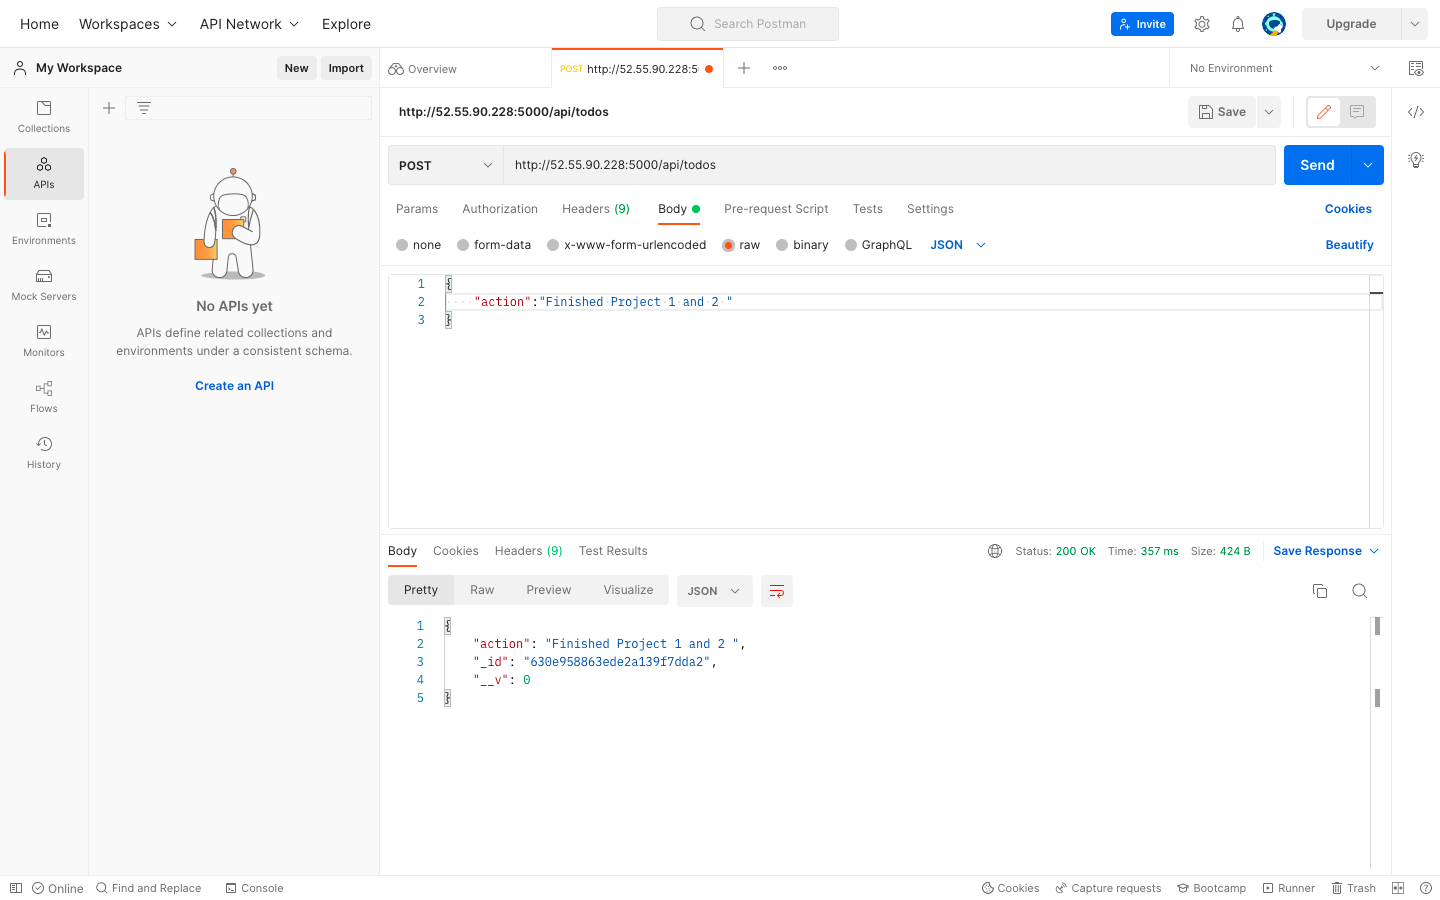 Home Workspaces API Network Explore Search Postman Invite Upgrade
My Workspace New Import Overview POST http://52.55.90.228:5 No Environment
http://52.55.90.228:5000/api/todos Save
Collections
APIs
Environments
Mock Servers
Monitors
Flows
History
No APIs yet
APIs define related collections and
environments under a consistent schema.
Create an API
POST http://52.55.90.228:5000/api/todos Send
Params Authorization Headers (9) Body Pre-request Script Tests Settings Cookies
none form-data x-www-form-urlencoded raw binary GraphQL JSON Beautify
1 {
2 "action":"Finished Project 1 and 2 "
3 }
Body Cookies Headers (9) Test Results Status: 200 OK Time: 357 ms Size: 424 B Save Response
Pretty Raw Preview Visualize JSON
1 {
2 "action": "Finished Project 1 and 2 ",
3 "_id": "630e958863ede2a139f7dda2",
4 "__v": 0
5 }
Online Find and Replace Console Cookies Capture requests Bootcamp Runner Trash